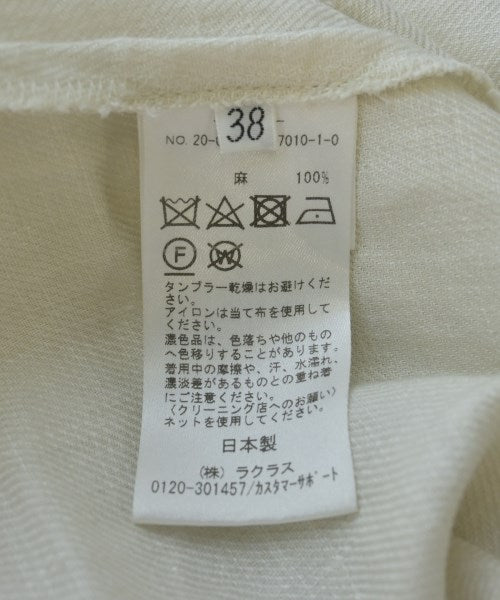 38
NO. 20-
7010-1-0
麻 100%
F W
タンブラー乾燥はお避けくだ
さい。
アイロンは当て布を使用して
ください。
濃色品は、色落ちや他のもの
へ色移りすることがあります。
着用中の摩擦や、汗、水濡れ、
濃淡差があるものとの重ね着
にご注意ください。
〈クリーニング店へのお願い〉
ネットを使用してください。
日本製
(株) ラクラス
0120-301457/カスタマーサポート